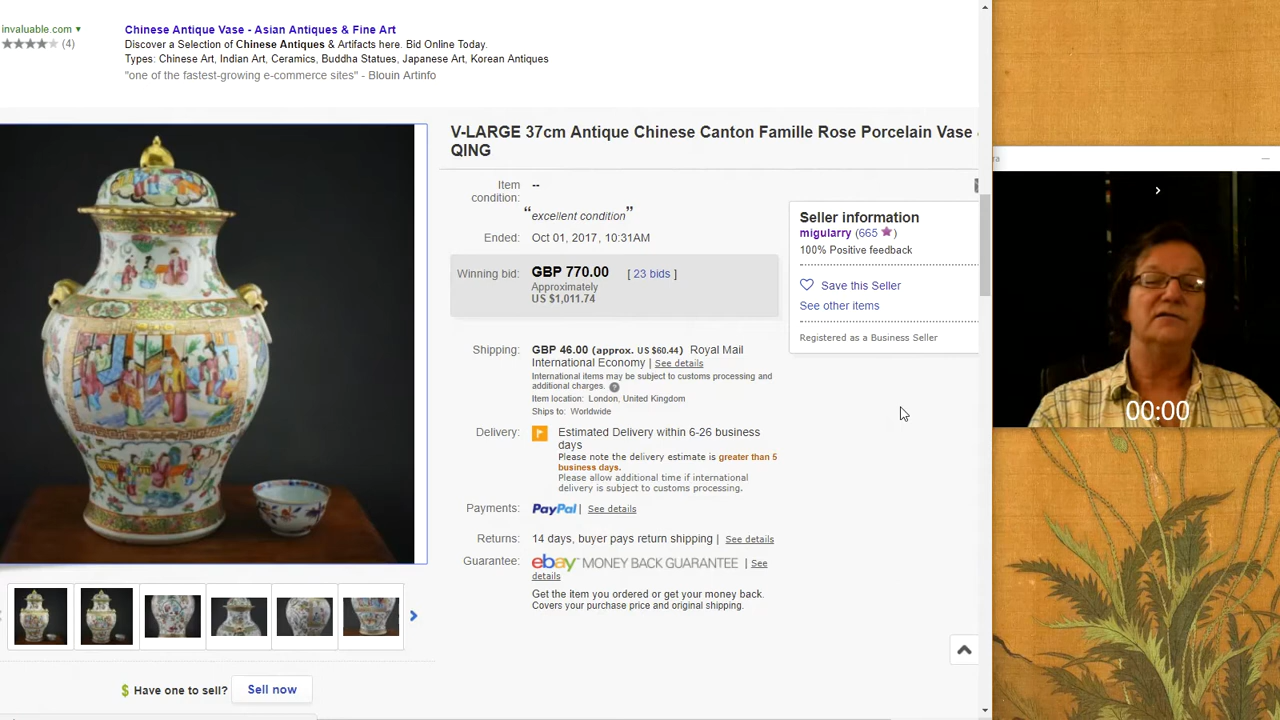 invaluable.com ▼
(4)
Chinese Antique Vase - Asian Antiques & Fine Art
Discover a Selection of Chinese Antiques & Artifacts here. Bid Online Today.
Types: Chinese Art, Indian Art, Ceramics, Buddha Statues, Japanese Art, Korean Antiques
"one of the fastest-growing e-commerce sites" - Blouin Artinfo
V-LARGE 37cm Antique Chinese Canton Famille Rose Porcelain Vase
QING
Item condition:
--
“excellent condition”
Ended: Oct 01, 2017, 10:31AM
Winning bid: GBP 770.00 [ 23 bids ]
Approximately
US $1,011.74
Shipping: GBP 46.00 (approx. US $60.44) Royal Mail
International Economy | See details
International items may be subject to customs processing and
additional charges. ?
Item location: London, United Kingdom
Ships to: Worldwide
Delivery: Estimated Delivery within 6-26 business
days
Please note the delivery estimate is greater than 5
business days.
Please allow additional time if international
delivery is subject to customs processing.
Payments: PayPal | See details
Returns: 14 days, buyer pays return shipping | See details
Guarantee: ebay MONEY BACK GUARANTEE | See
details
Get the item you ordered or get your money back.
Covers your purchase price and original shipping.
Seller information
migularry (665 ★)
100% Positive feedback
Save this Seller
See other items
Registered as a Business Seller
$ Have one to sell? Sell now
ra
00:00